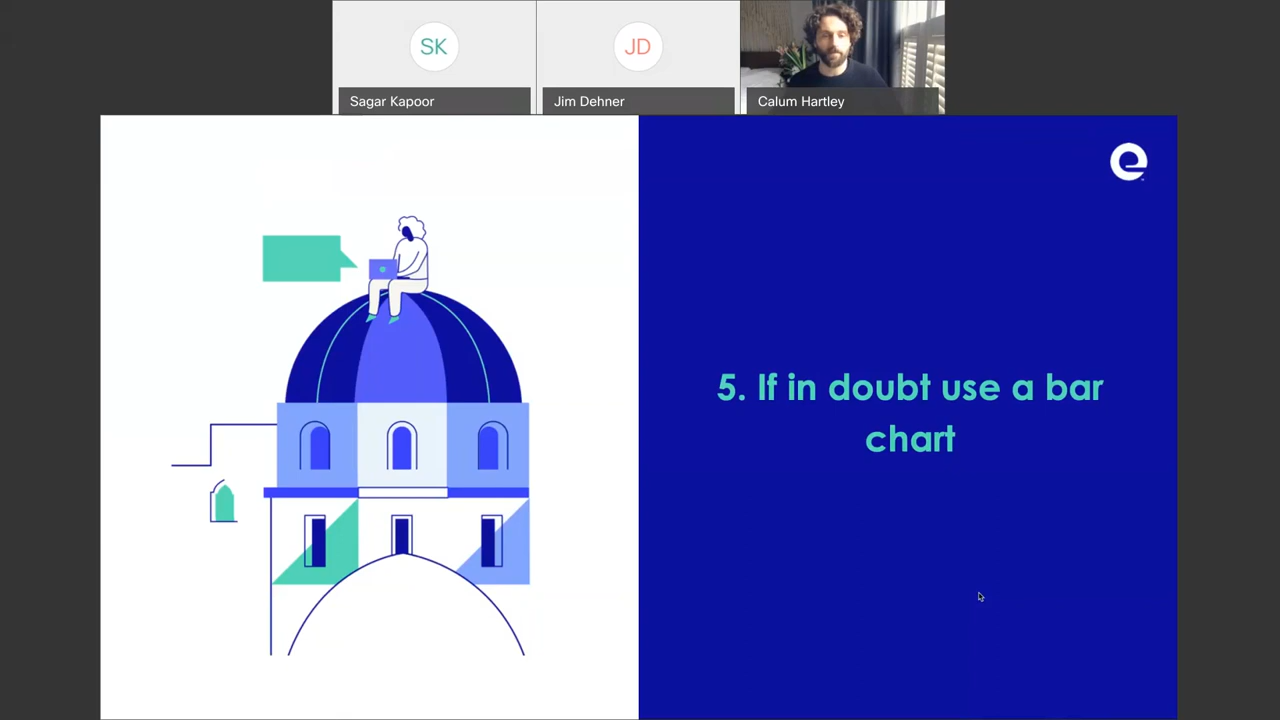 SK
JD
Sagar Kapoor
Jim Dehner
Calum Hartley
e
5. If in doubt use a bar
chart